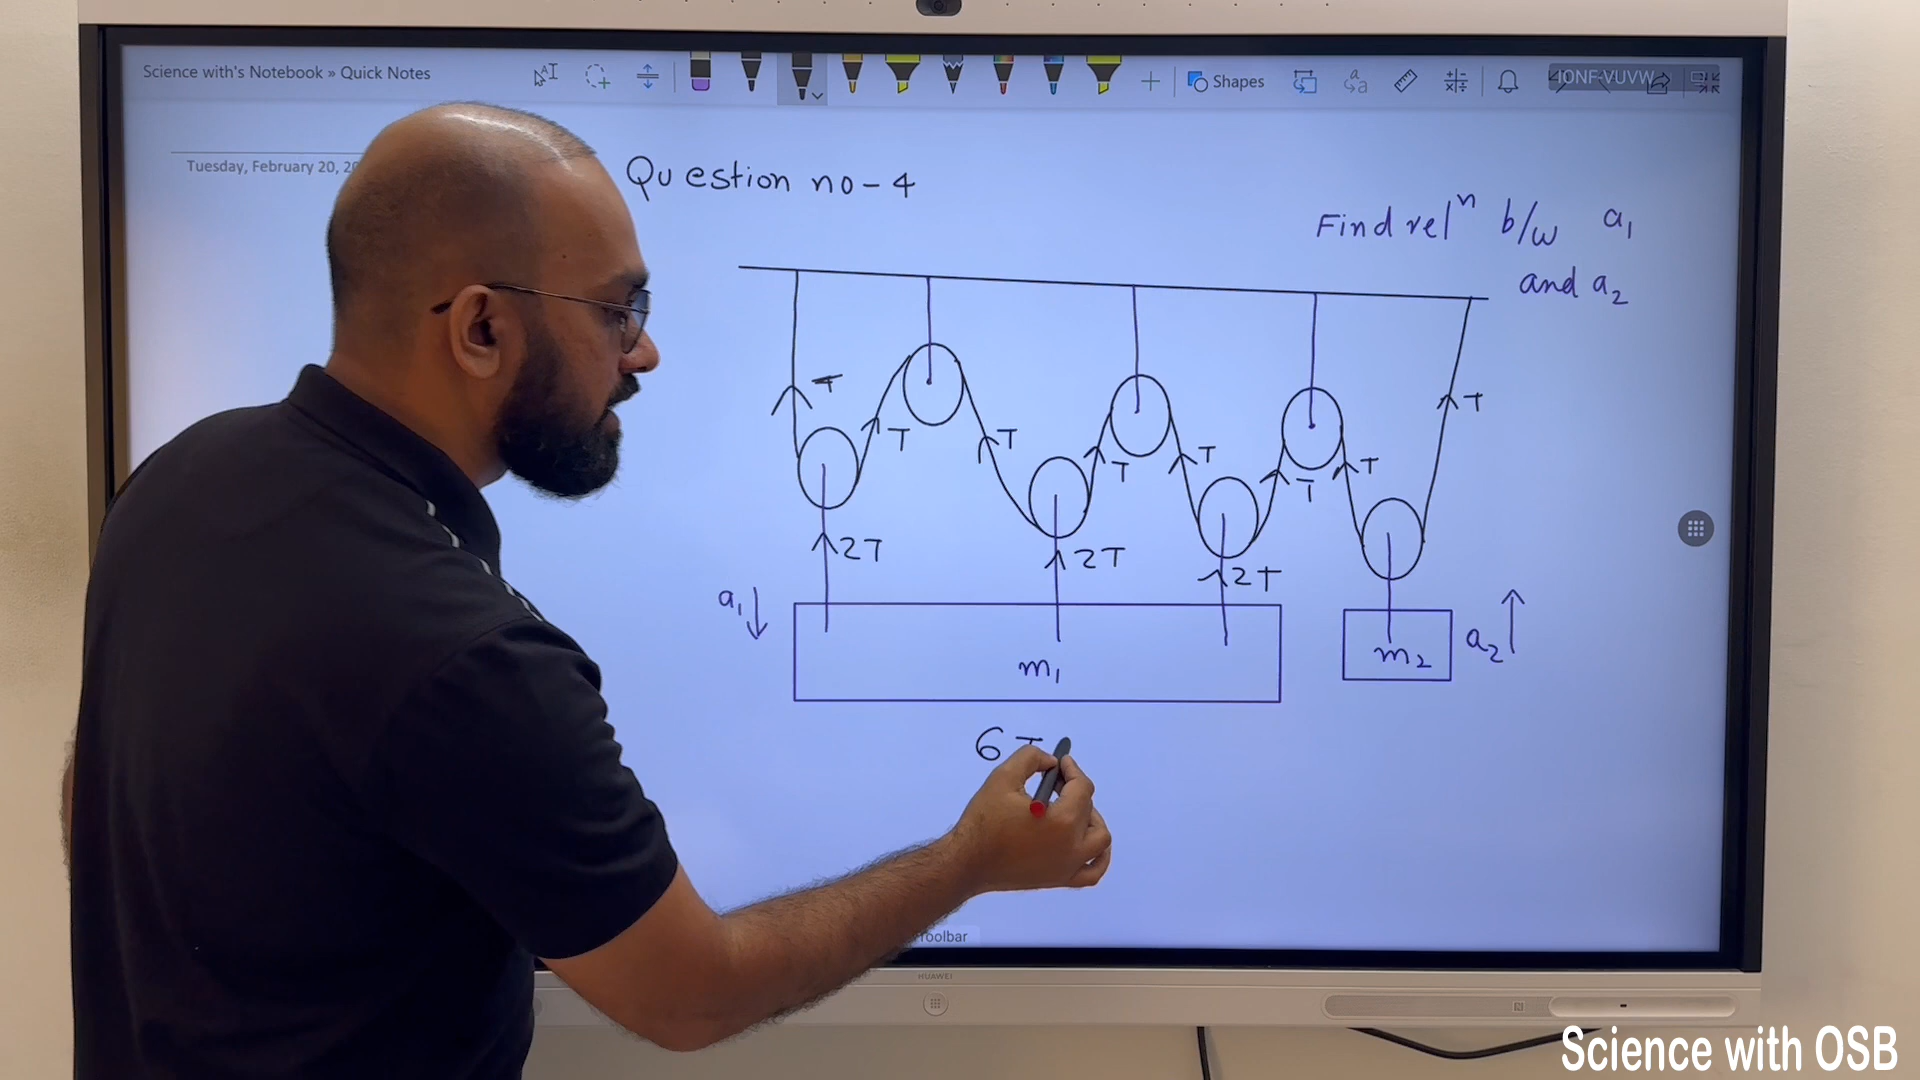 Science with's Notebook » Quick Notes
Shapes
Tuesday, February 20,
Question no-4
Find relⁿ b/w a₁
and a₂
T
T
T
T
T
T
T
T
2T
2T
2T
a₁
m₁
m₂
a₂
6T
Toolbar
HUAWEI
Science with OSB